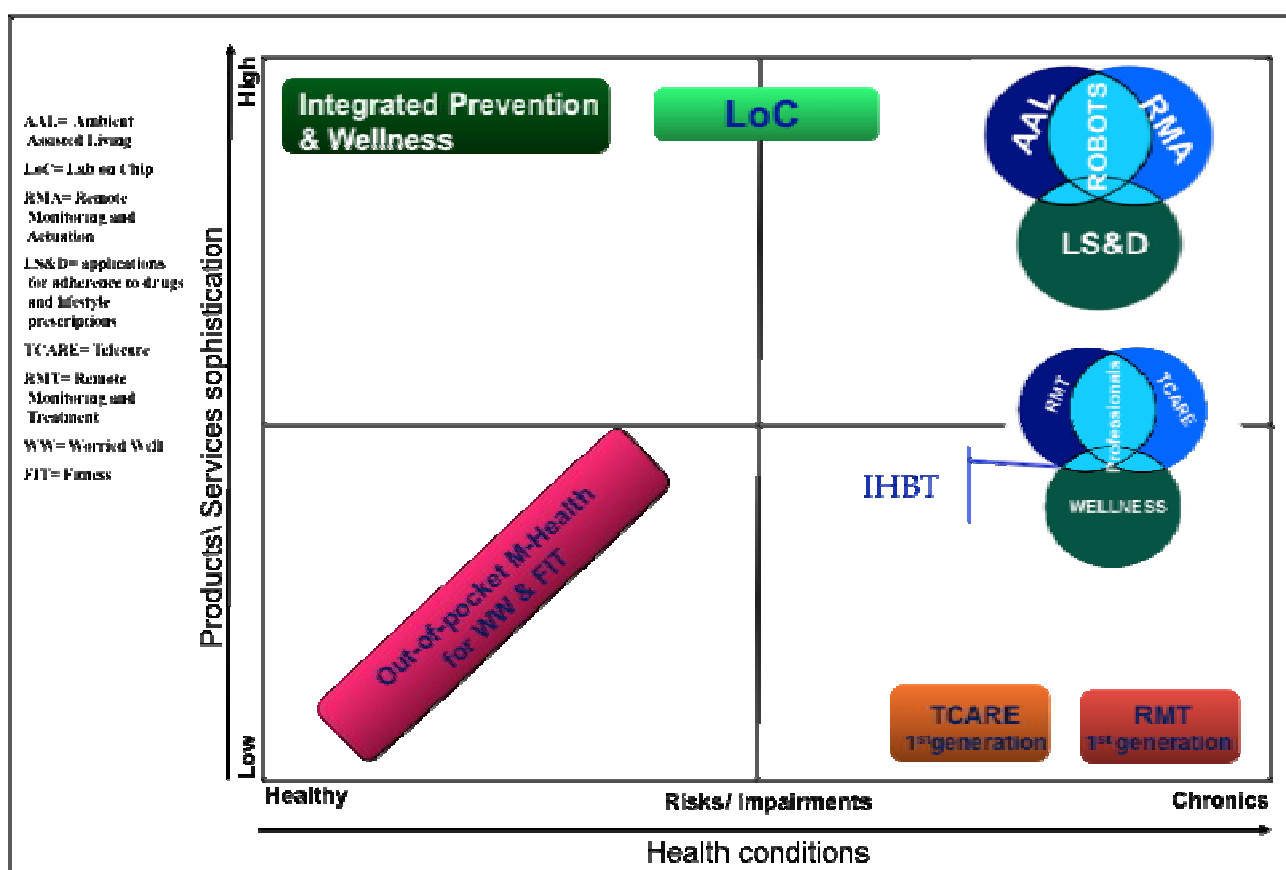 AAL= Ambient
Assisted Living
LoC= Lab on Chip
RMA= Remote
Monitoring and
Actuation
LS&D= applications
for adherence to drugs
and lifestyle
prescriptions
TCARE= Telecare
RMT= Remote
Monitoring and
Treatment
WW= Worried Well
FIT= Fitness
Products\ Services sophistication
High
Low
Integrated Prevention
& Wellness
LoC
AAL
ROBOTS
RMA
LS&D
RMT
Professionals
TCARE
WELLNESS
IHBT
Out-of-pocket M-Health
for WW & FIT
TCARE
1st generation
RMT
1st generation
Healthy
Risks/ impairments
Chronics
Health conditions